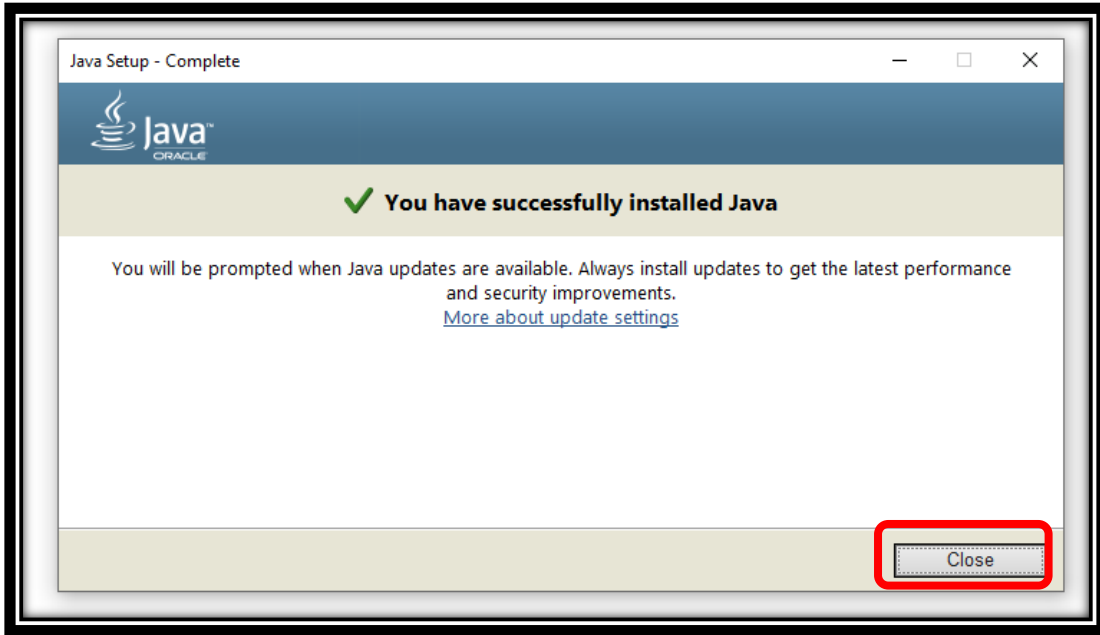 Java Setup - Complete
Java™
ORACLE
You have successfully installed Java
You will be prompted when Java updates are available. Always install updates to get the latest performance
and security improvements.
More about update settings
Close